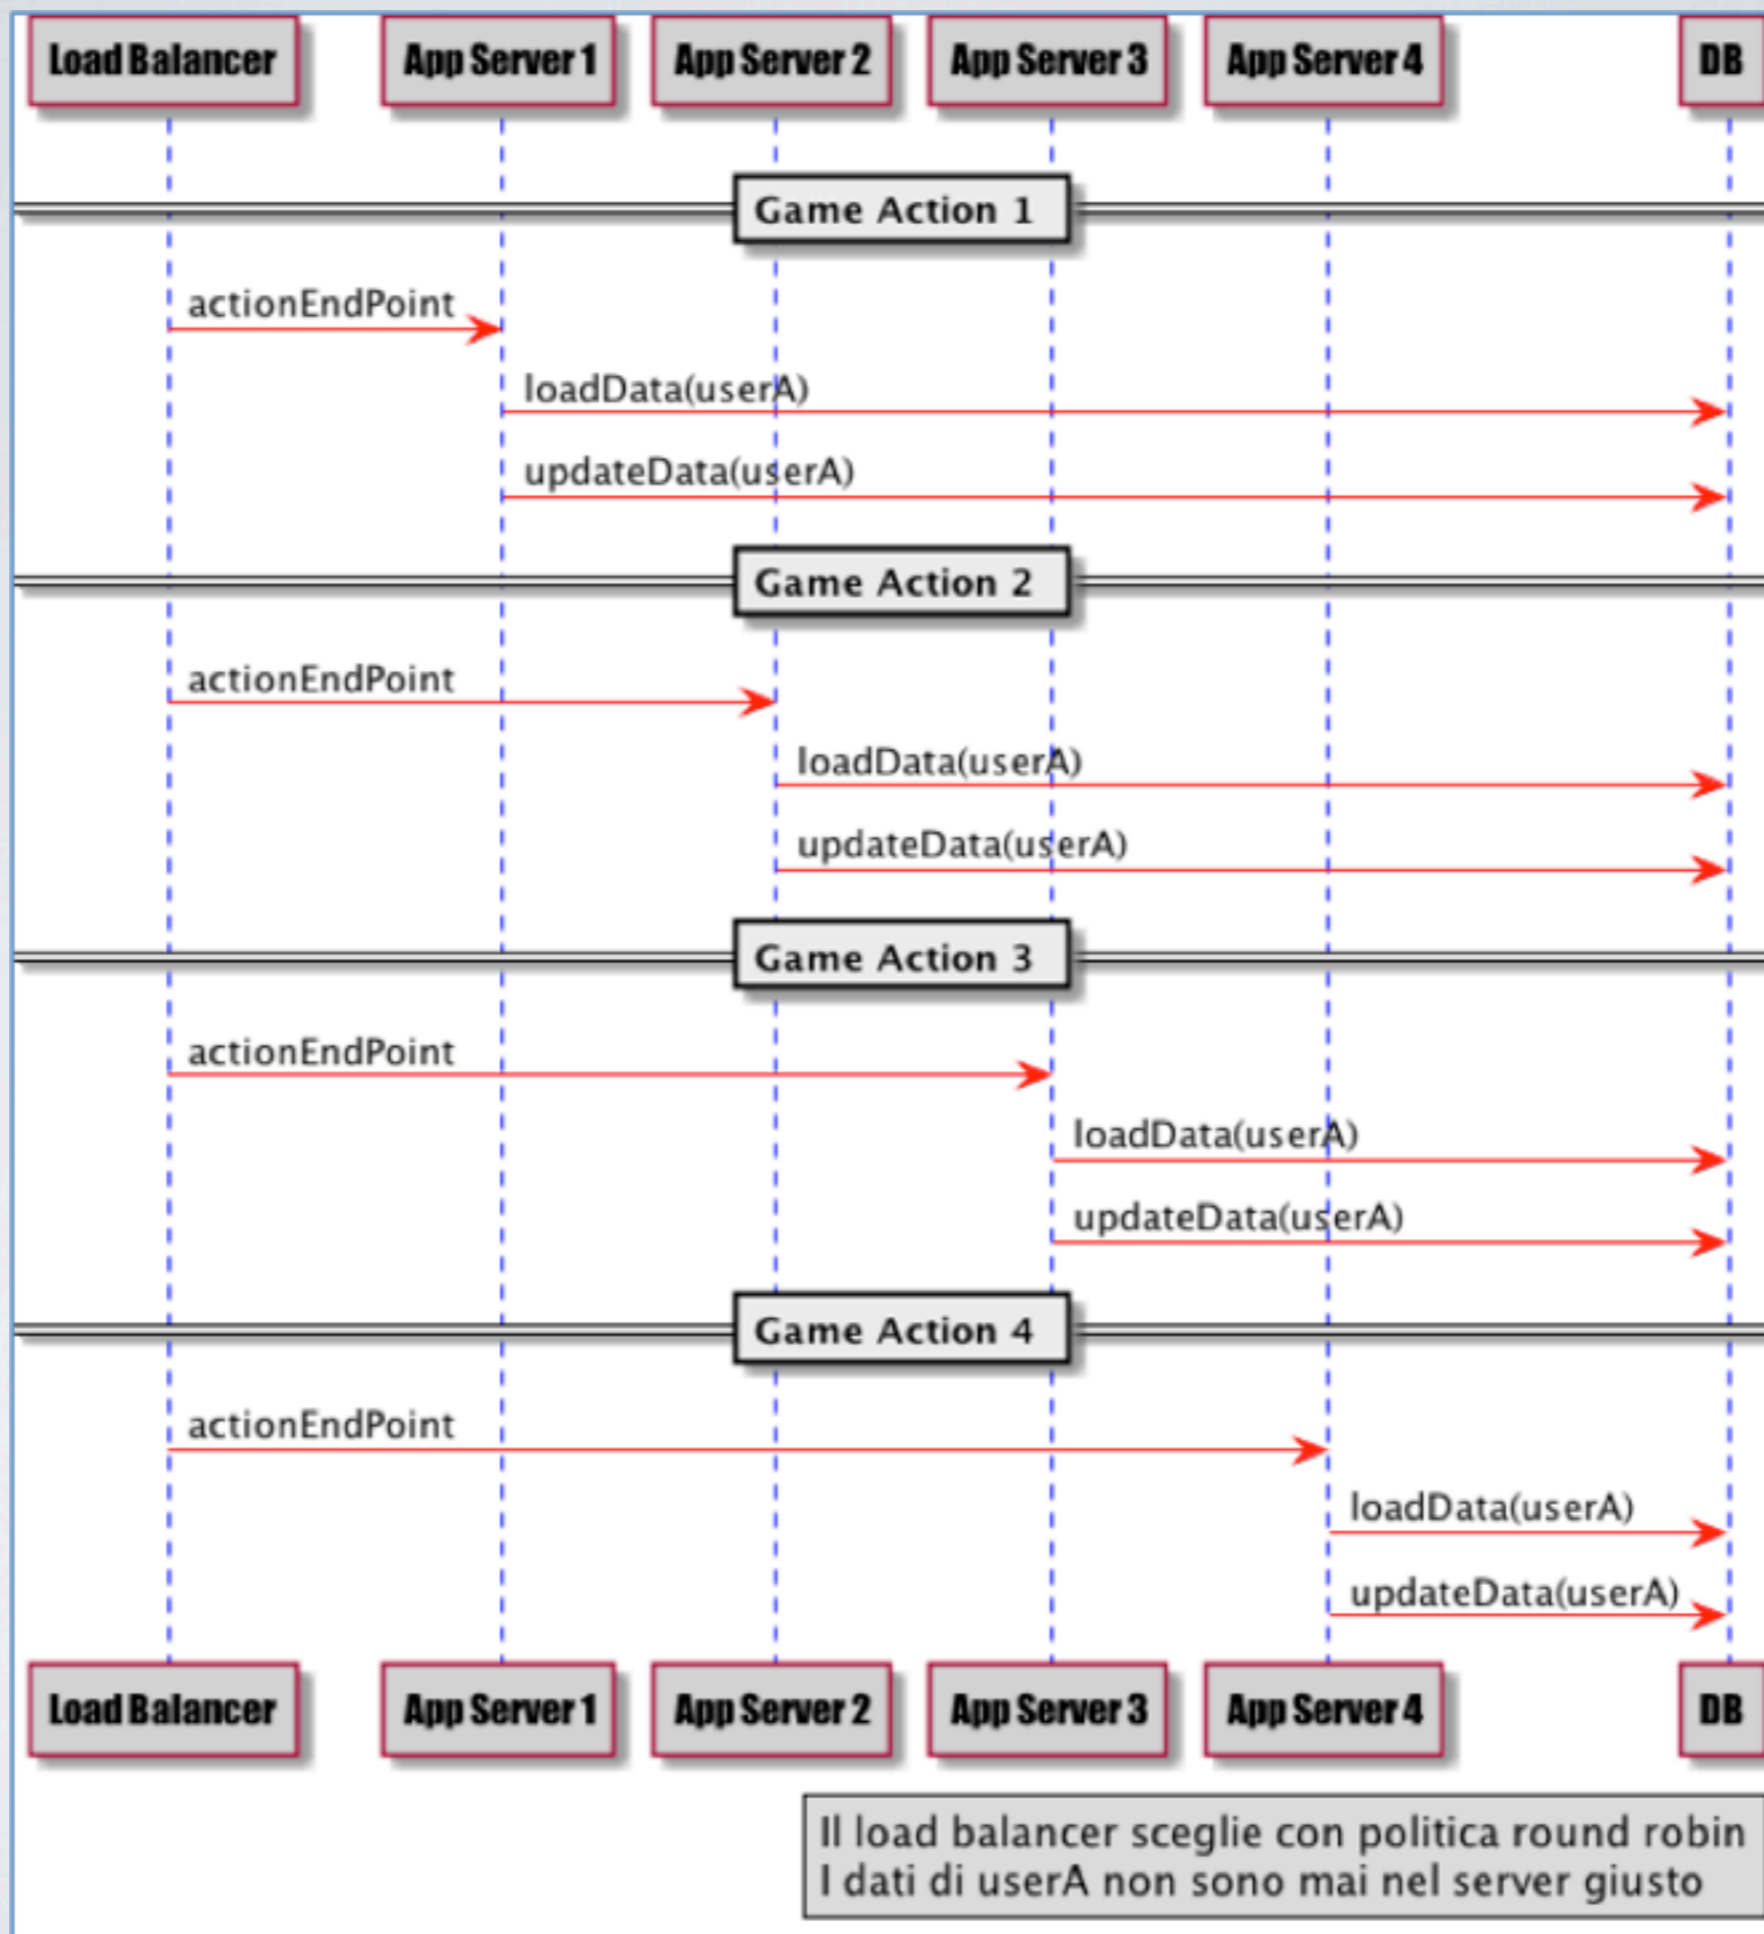 Load Balancer
App Server 1
App Server 2
App Server 3
App Server 4
DB
Game Action 1
actionEndPoint
loadData(userA)
updateData(userA)
Game Action 2
actionEndPoint
loadData(userA)
updateData(userA)
Game Action 3
actionEndPoint
loadData(userA)
updateData(userA)
Game Action 4
actionEndPoint
loadData(userA)
updateData(userA)
Load Balancer
App Server 1
App Server 2
App Server 3
App Server 4
DB
Il load balancer sceglie con politica round robin
I dati di userA non sono mai nel server giusto